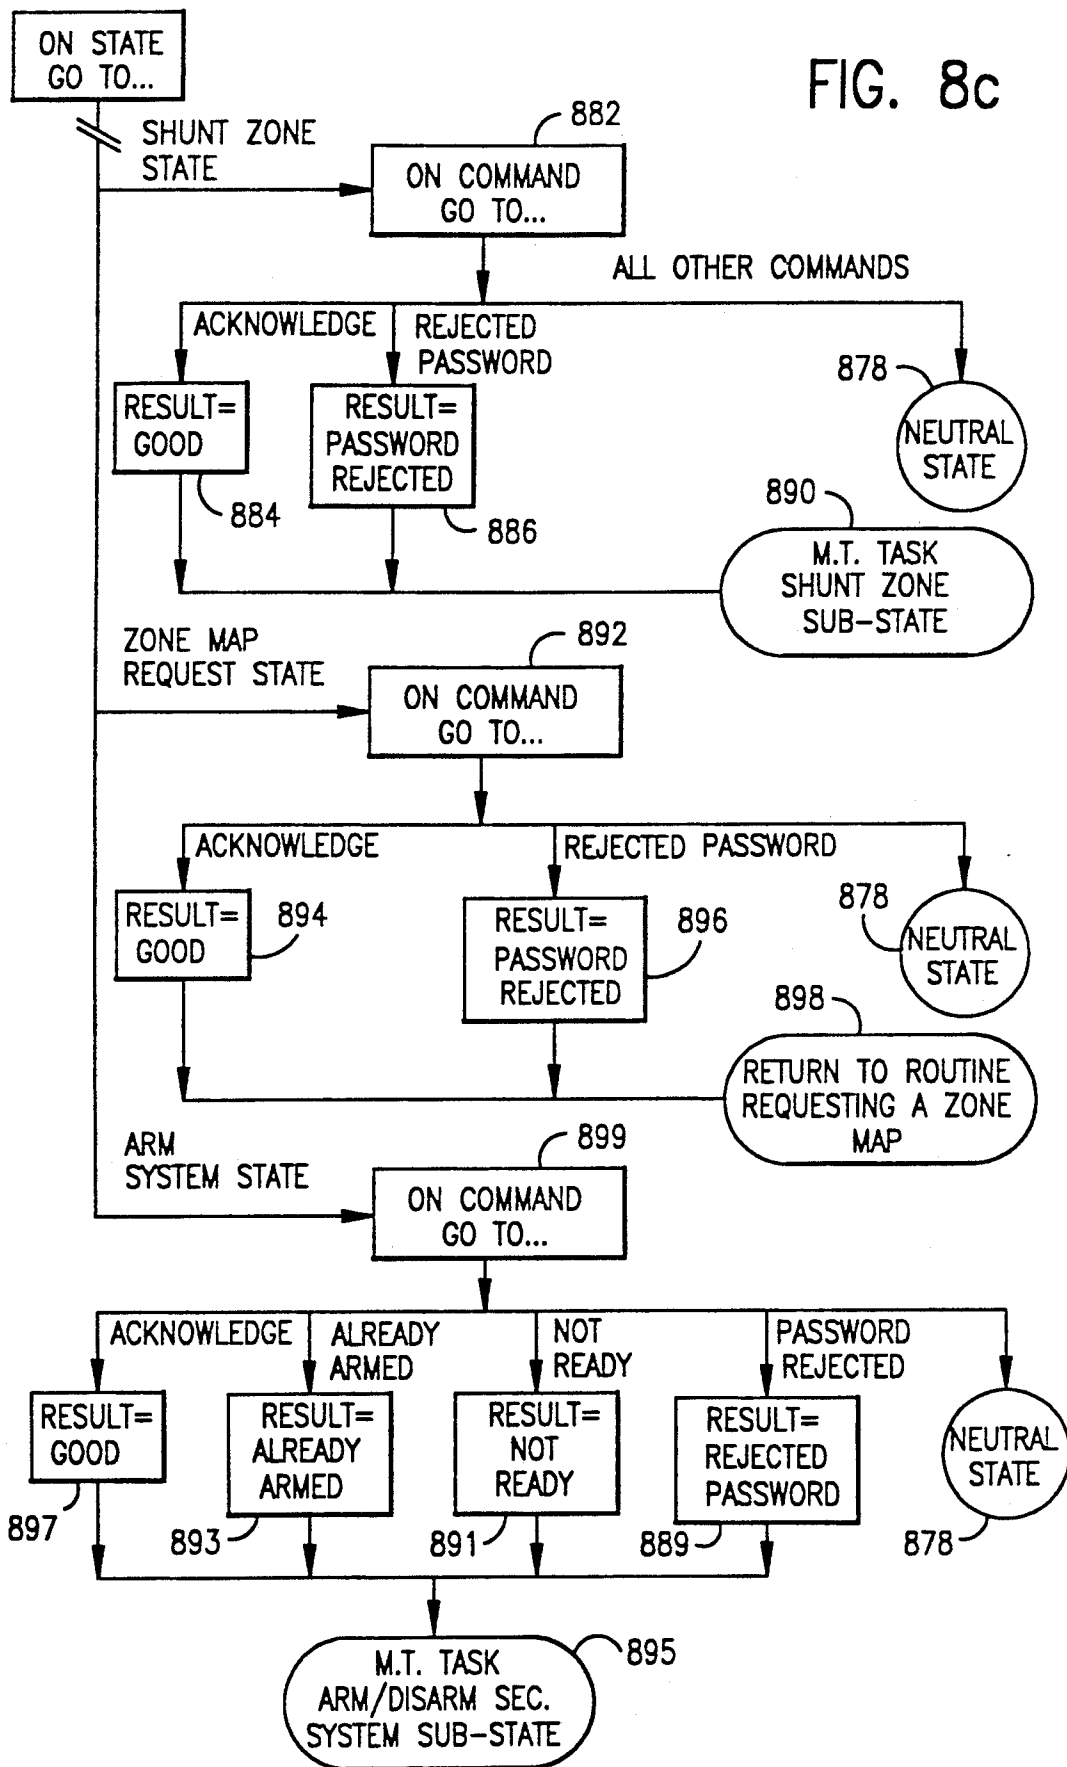 ON STATE
GO TO...
FIG. 8c
SHUNT ZONE
STATE
882
ON COMMAND
GO TO...
ALL OTHER COMMANDS
ACKNOWLEDGE
REJECTED
PASSWORD
878
RESULT=
GOOD
RESULT=
PASSWORD
REJECTED
NEUTRAL
STATE
884
886
890
M.T. TASK
SHUNT ZONE
SUB-STATE
ZONE MAP
REQUEST STATE
892
ON COMMAND
GO TO...
ACKNOWLEDGE
REJECTED PASSWORD
RESULT=
GOOD
894
RESULT=
PASSWORD
REJECTED
896
878
NEUTRAL
STATE
898
RETURN TO ROUTINE
REQUESTING A ZONE
MAP
ARM
SYSTEM STATE
899
ON COMMAND
GO TO...
ACKNOWLEDGE
ALREADY
ARMED
NOT
READY
PASSWORD
REJECTED
RESULT=
GOOD
RESULT=
ALREADY
ARMED
RESULT=
NOT
READY
RESULT=
REJECTED
PASSWORD
NEUTRAL
STATE
897
893
891
889
878
M.T. TASK
ARM/DISARM SEC.
SYSTEM SUB-STATE
895